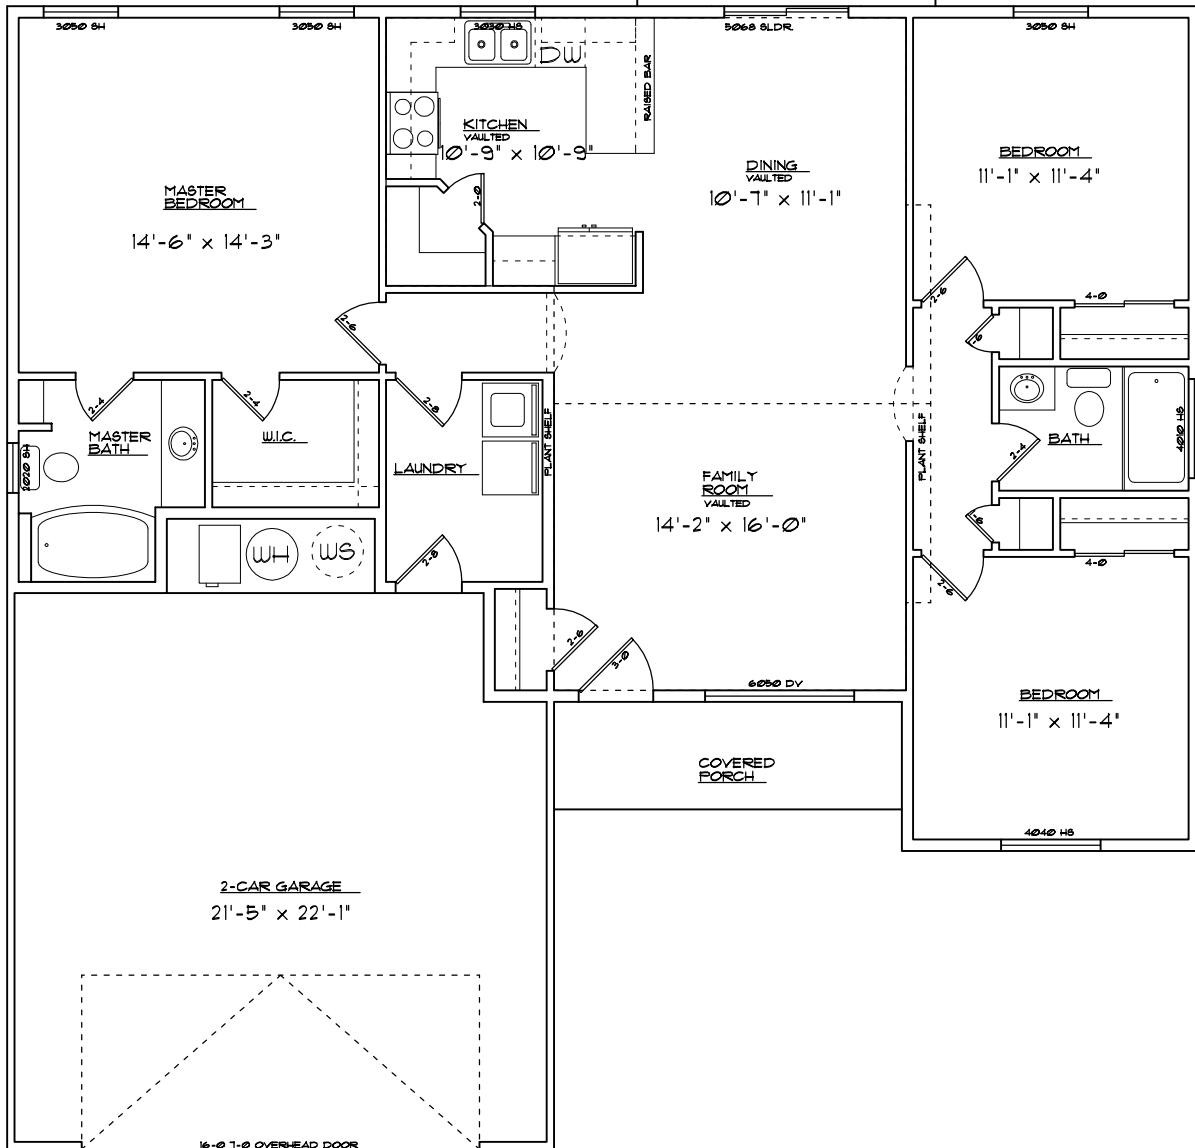 3050 SH
3050 SH
3030 HS
5068 SLDR.
3050 SH
DW
RAISED BAR
KITCHEN
VAULTED
10'-9" x 10'-9"
DINING
VAULTED
10'-7" x 11'-1"
BEDROOM
11'-1" x 11'-4"
MASTER
BEDROOM
14'-6" x 14'-3"
2-0
2-6
2-6
4-0
-6
2-4
2-4
2-8
MASTER
BATH
W.I.C.
LAUNDRY
PLANT SHELF
PLANT SHELF
BATH
4010 HS
2-4
2020 SH
FAMILY
ROOM
VAULTED
14'-2" x 16'-0"
WH
WS
2-8
-6
4-0
2-6
2-6
3-0
6050 DV
BEDROOM
11'-1" x 11'-4"
COVERED
PORCH
4040 HS
2-CAR GARAGE
21'-5" x 22'-1"
16-0 7-0 OVERHEAD DOOR